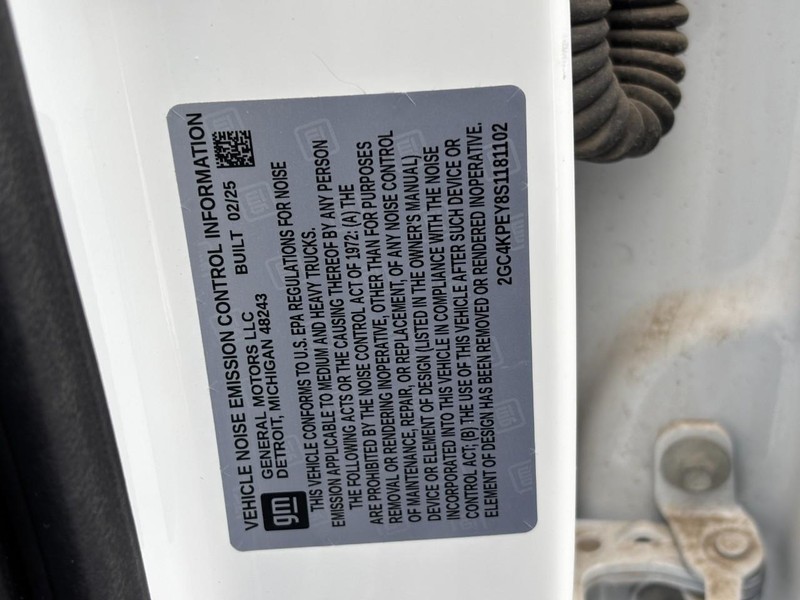 VEHICLE NOISE EMISSION CONTROL INFORMATION
GENERAL MOTORS LLC BUILT 02/25
DETROIT, MICHIGAN 48243
gm
THIS VEHICLE CONFORMS TO U.S. EPA REGULATIONS FOR NOISE
EMISSION APPLICABLE TO MEDIUM AND HEAVY TRUCKS.
THE FOLLOWING ACTS OR THE CAUSING THEREOF BY ANY PERSON
ARE PROHIBITED BY THE NOISE CONTROL ACT OF 1972: (A) THE
REMOVAL OR RENDERING INOPERATIVE, OTHER THAN FOR PURPOSES
OF MAINTENANCE, REPAIR, OR REPLACEMENT, OF ANY NOISE CONTROL
DEVICE OR ELEMENT OF DESIGN (LISTED IN THE OWNER'S MANUAL)
INCORPORATED INTO THIS VEHICLE IN COMPLIANCE WITH THE NOISE
CONTROL ACT; (B) THE USE OF THIS VEHICLE AFTER SUCH DEVICE OR
ELEMENT OF DESIGN HAS BEEN REMOVED OR RENDERED INOPERATIVE.
2GC4KPEY8S1181102